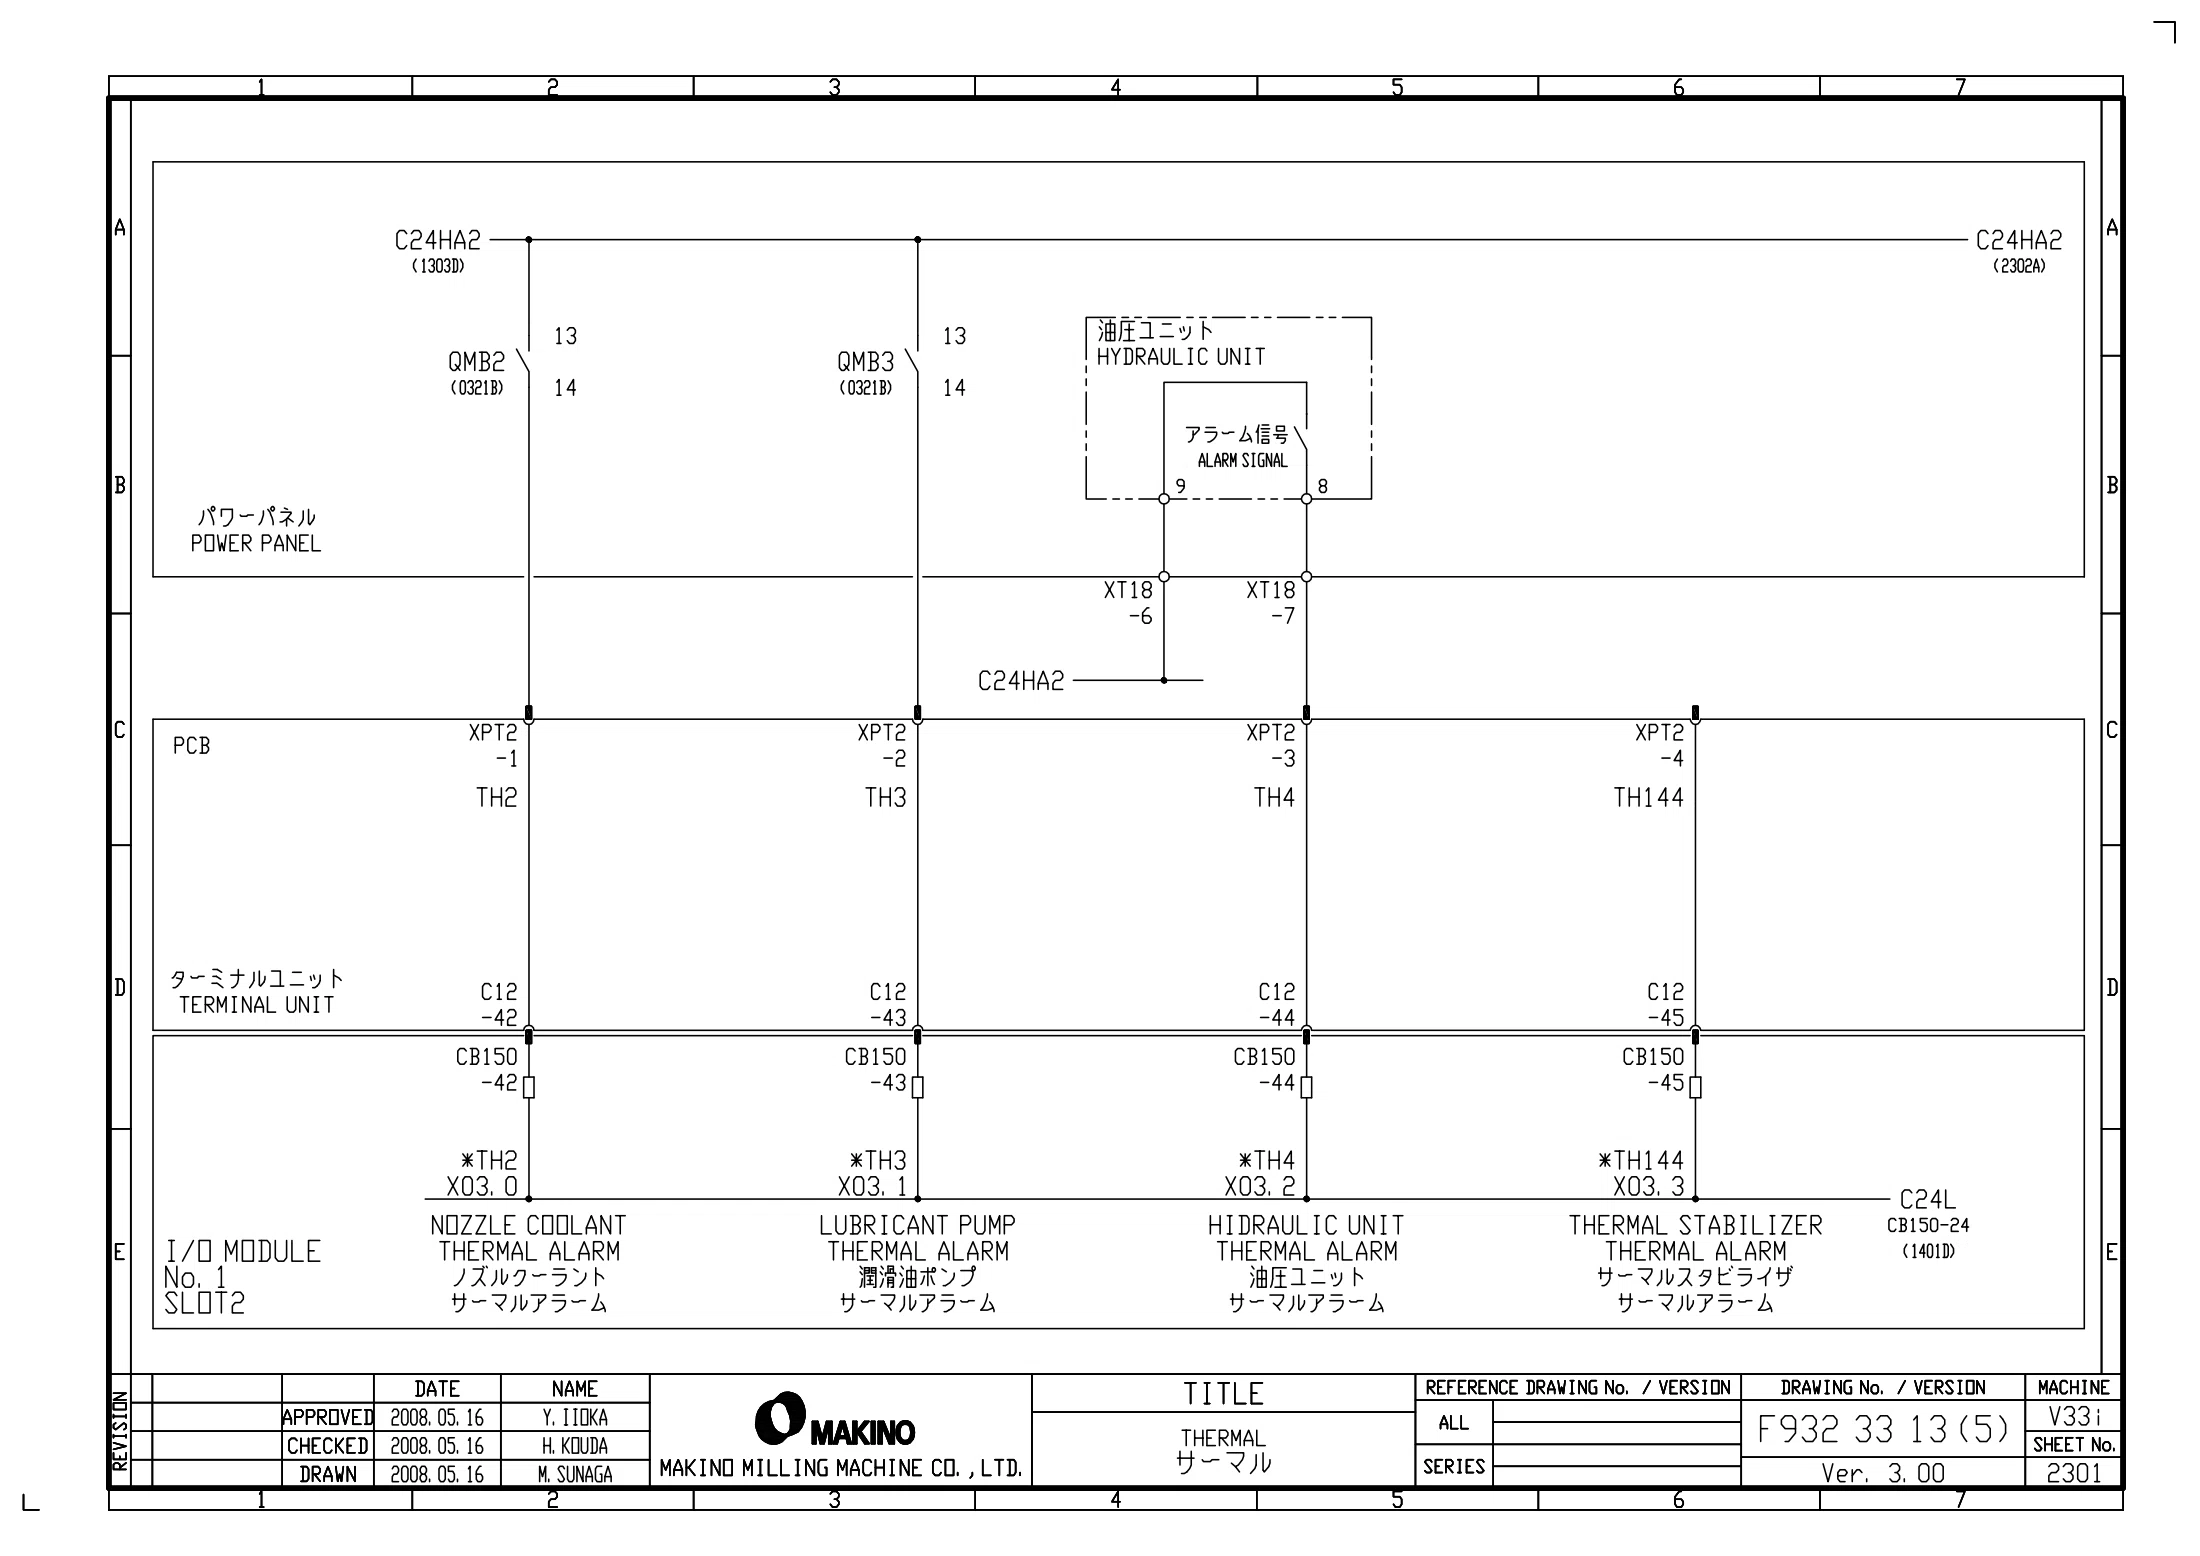 1 2 3 4 5 6 7
A A
C24HA2 C24HA2
(1303D) (2302A)
13 13
油圧ユニット
HYDRAULIC UNIT
QMB2 QMB3
(0321B) (0321B)
14 14
アラーム信号
ALARM SIGNAL
B B
9 8
パワーパネル
POWER PANEL
XT18 XT18
-6 -7
C24HA2
C C
XPT2 XPT2 XPT2 XPT2
PCB
-1 -2 -3 -4
TH2 TH3 TH4 TH144
ターミナルユニット
TERMINAL UNIT
D D
C12 C12 C12 C12
-42 -43 -44 -45
CB150 CB150 CB150 CB150
-42 -43 -44 -45
*TH2 *TH3 *TH4 *TH144
X03.0 X03.1 X03.2 X03.3
C24L
CB150-24
(1401D)
NOZZLE COOLANT
THERMAL ALARM
ノズルクーラント
サーマルアラーム
LUBRICANT PUMP
THERMAL ALARM
潤滑油ポンプ
サーマルアラーム
HIDRAULIC UNIT
THERMAL ALARM
油圧ユニット
サーマルアラーム
THERMAL STABILIZER
THERMAL ALARM
サーマルスタビライザ
サーマルアラーム
E E
I/O MODULE
No.1
SLOT2
REVISION
DATE NAME
APPROVED 2008.05.16 Y.IIOKA
CHECKED 2008.05.16 H.KOUDA
DRAWN 2008.05.16 M.SUNAGA
MAKINO
MAKINO MILLING MACHINE CO.,LTD.
TITLE
THERMAL
サーマル
REFERENCE DRAWING No. / VERSION
ALL
SERIES
DRAWING No. / VERSION
F932 33 13(5)
Ver. 3.00
MACHINE
V33i
SHEET No.
2301
1 2 3 4 5 6 7